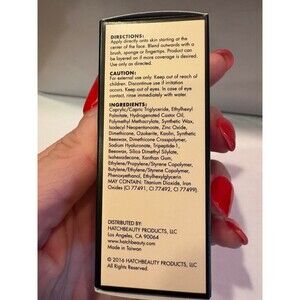 DIRECTIONS:
Apply directly onto skin starting at the
center of the face. Blend outwards with a
brush, sponge or fingertips. Product can
be layered on if more coverage is desired.
Use as desired.
CAUTION:
For external use only. Keep out of reach of
children. Discontinue use if irritation
occurs. Keep out of eyes. In case of eye
contact, rinse immediately with water.
INGREDIENTS:
Caprylic/Capric Triglyceride, Ethylhexyl
Palmitate, Hydrogenated Castor Oil,
Polymethyl Methacrylate, Synthetic Wax,
Isodecyl Neopentanoate, Zinc Oxide,
Dimethicone, Ozokerite, Kaolin, Synthetic
Beeswax, Dimethicone Crosspolymer,
Sodium Hyaluronate, Tripeptide-1,
Beeswax, Silica Dimethyl Silylate,
Isohexadecane, Xanthan Gum,
Ethylene/Propylene/Styrene Copolymer,
Butylene/Ethylene/Styrene Copolymer,
Phenoxyethanol, Ethylhexylglycerin
MAY CONTAIN: Titanium Dioxide, Iron
Oxides (CI 77491, CI 77492, CI 77499).
DISTRIBUTED BY:
HATCHBEAUTY PRODUCTS, LLC
Los Angeles, CA 90064
www.hatchbeauty.com
Made in Taiwan
© 2016 HATCHBEAUTY PRODUCTS, LLC
All Rights Reserved.